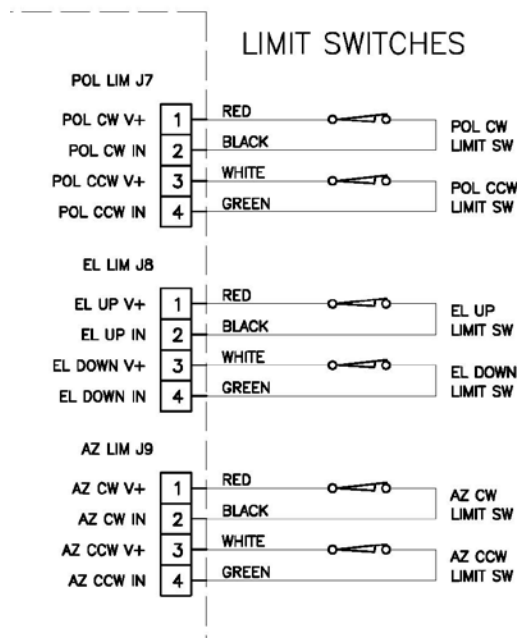 LIMIT SWITCHES
POL LIM J7
POL CW V+ 1 RED
POL CW IN 2 BLACK
POL CW LIMIT SW
POL CCW V+ 3 WHITE
POL CCW IN 4 GREEN
POL CCW LIMIT SW
EL LIM J8
EL UP V+ 1 RED
EL UP IN 2 BLACK
EL UP LIMIT SW
EL DOWN V+ 3 WHITE
EL DOWN IN 4 GREEN
EL DOWN LIMIT SW
AZ LIM J9
AZ CW V+ 1 RED
AZ CW IN 2 BLACK
AZ CW LIMIT SW
AZ CCW V+ 3 WHITE
AZ CCW IN 4 GREEN
AZ CCW LIMIT SW